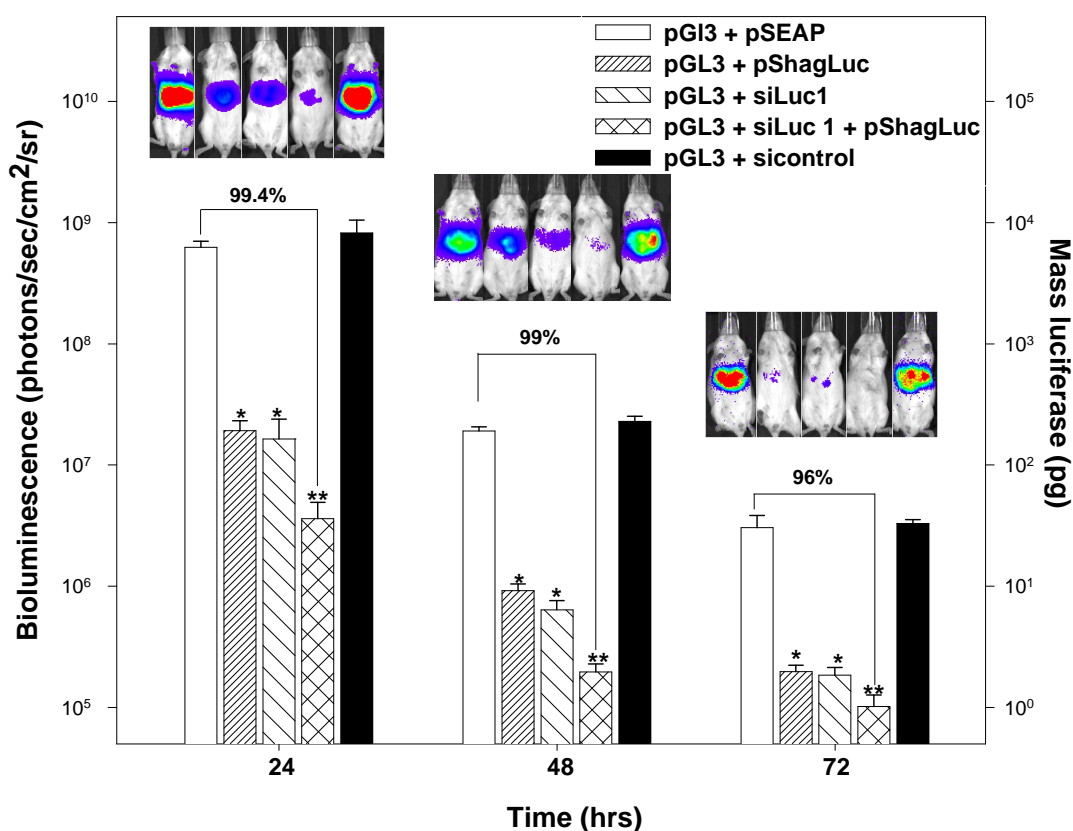 pGl3 + pSEAP
pGL3 + pShagLuc
pGL3 + siLuc1
pGL3 + siLuc 1 + pShagLuc
pGL3 + sicontrol
Bioluminescence (photons/sec/cm²/sr)
10¹⁰
10⁹
10⁸
10⁷
10⁶
10⁵
99.4%
* * **
99%
* * **
96%
* * **
10⁵
10⁴
10³
10²
10¹
10⁰
Mass luciferase (pg)
24 48 72
Time (hrs)